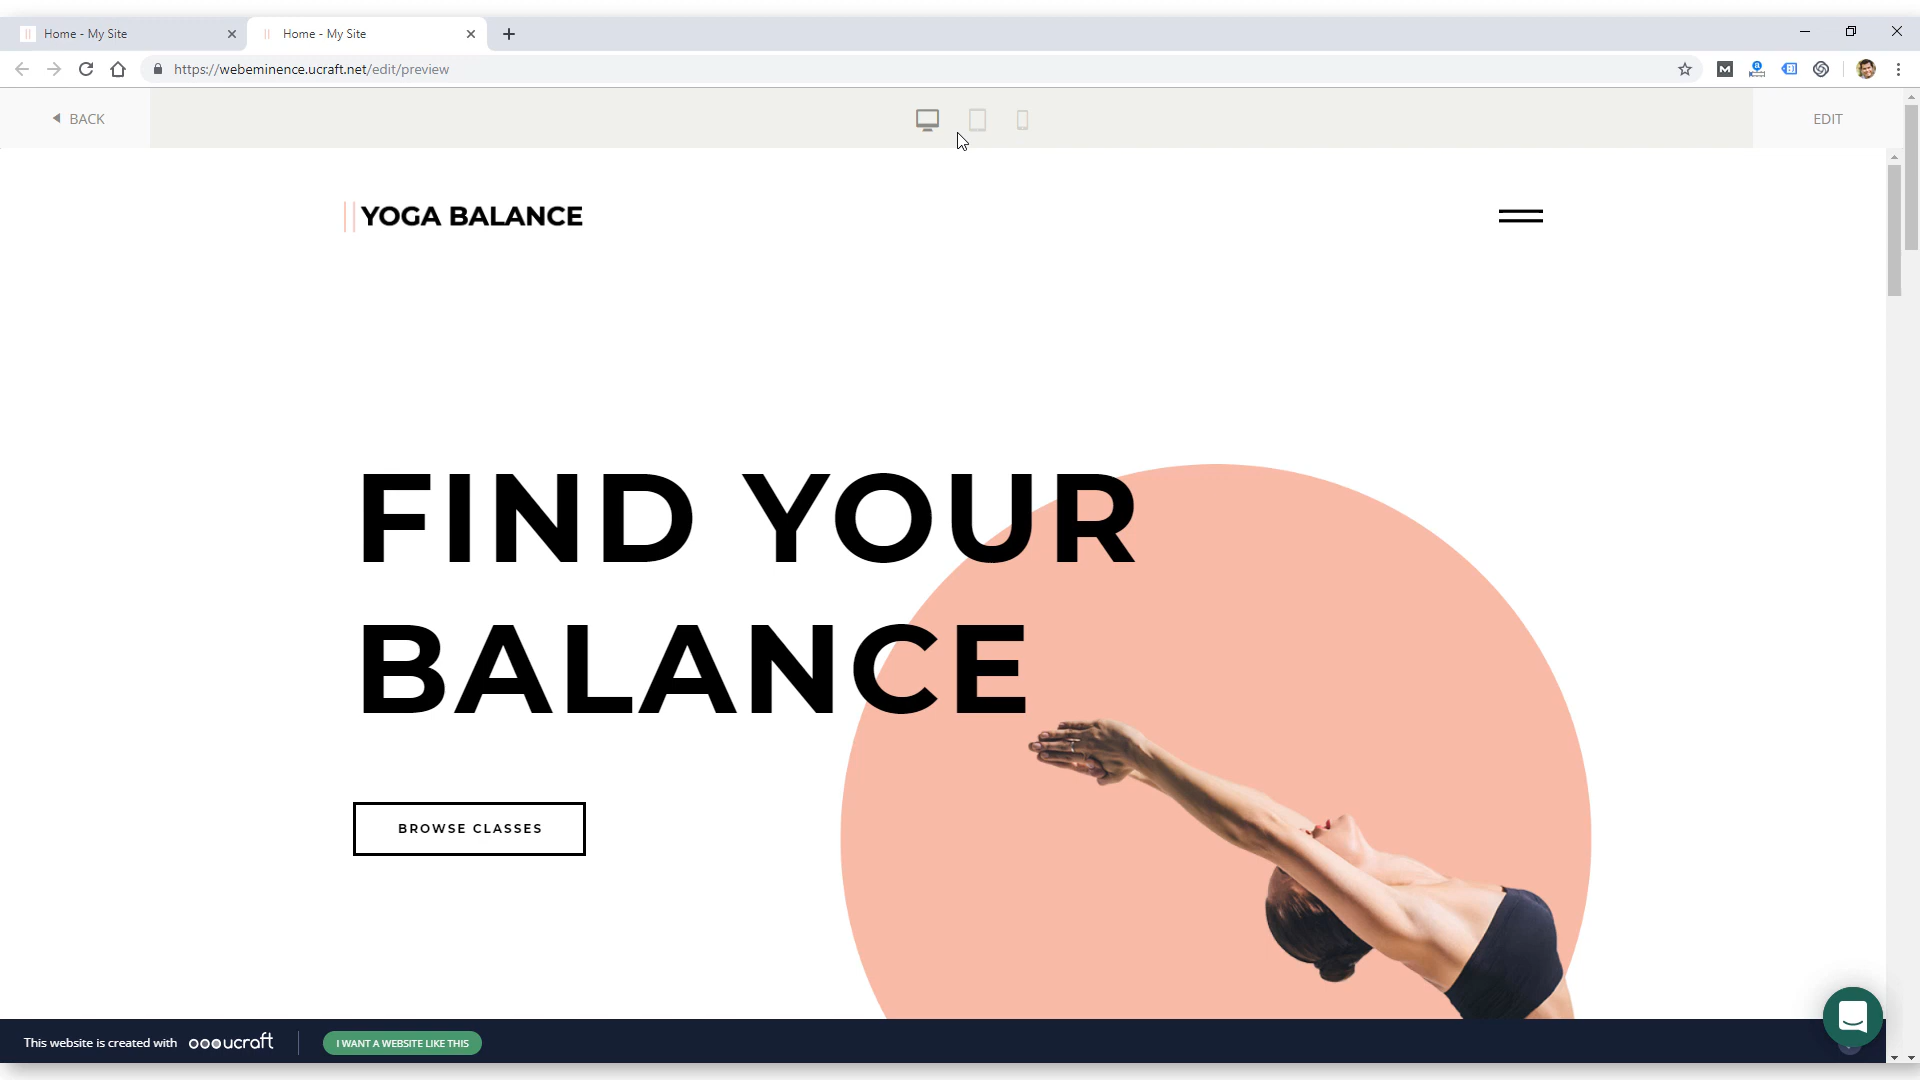 Home - My Site
Home - My Site
https://webeminence.ucraft.net/edit/preview
BACK
EDIT
YOGA BALANCE
FIND YOUR
BALANCE
BROWSE CLASSES
This website is created with ucraft
I WANT A WEBSITE LIKE THIS